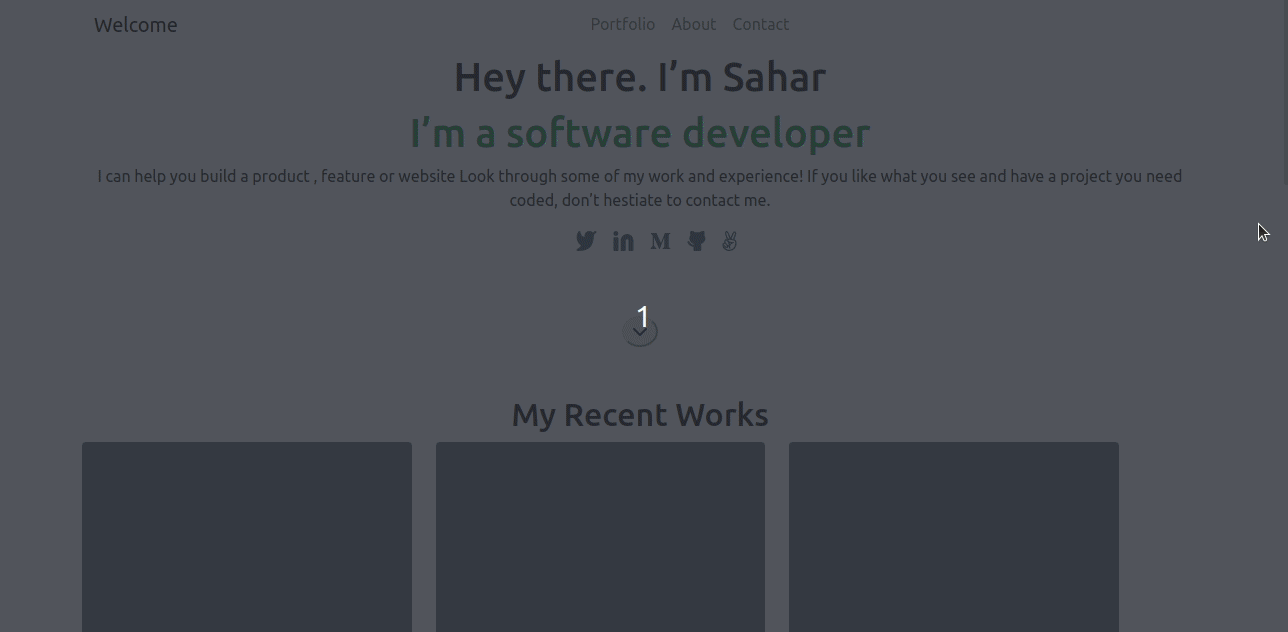 Welcome
Portfolio About Contact
Hey there. I’m Sahar
I’m a software developer
I can help you build a product , feature or website Look through some of my work and experience! If you like what you see and have a project you need
coded, don’t hestiate to contact me.
1
My Recent Works